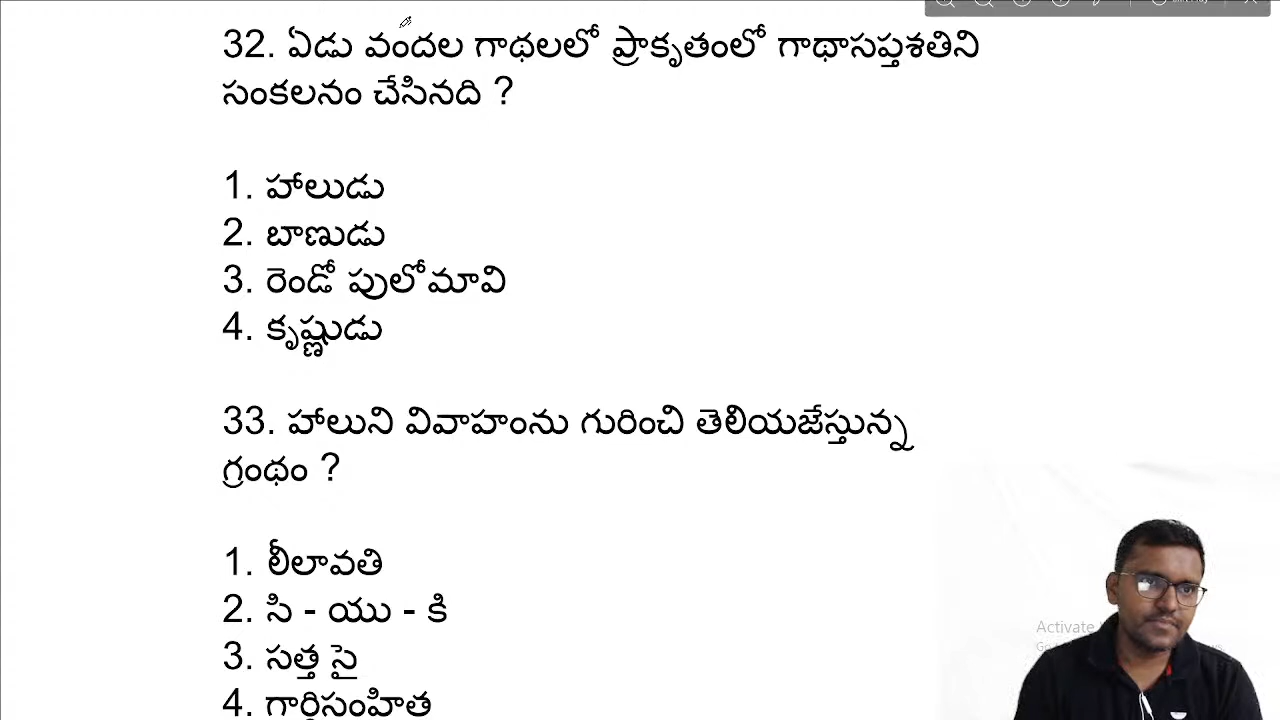 32. ఏడు వందల గాథలలో ప్రాకృతంలో గాథాసప్తశతిని
సంకలనం చేసినది ?
1. హాలుడు
2. బాణుడు
3. రెండో పులోమావి
4. కృష్ణుడు
33. హాలుని వివాహంను గురించి తెలియజేస్తున్న
గ్రంథం ?
1. లీలావతి
2. సి - యు - కి
3. సత్త సై
4. గార్గిసంహిత
Activate